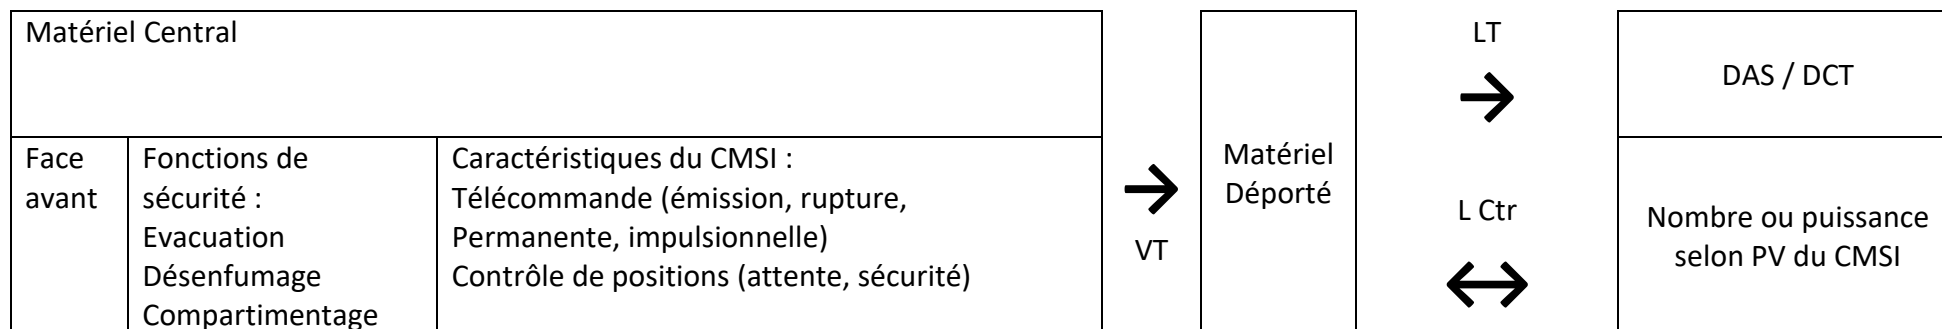 Matériel Central
Face
avant
Fonctions de
sécurité :
Evacuation
Désenfumage
Compartimentage
Caractéristiques du CMSI :
Télécommande (émission, rupture,
Permanente, impulsionnelle)
Contrôle de positions (attente, sécurité)
VT
Matériel
Déporté
LT
L Ctr
DAS / DCT
Nombre ou puissance
selon PV du CMSI